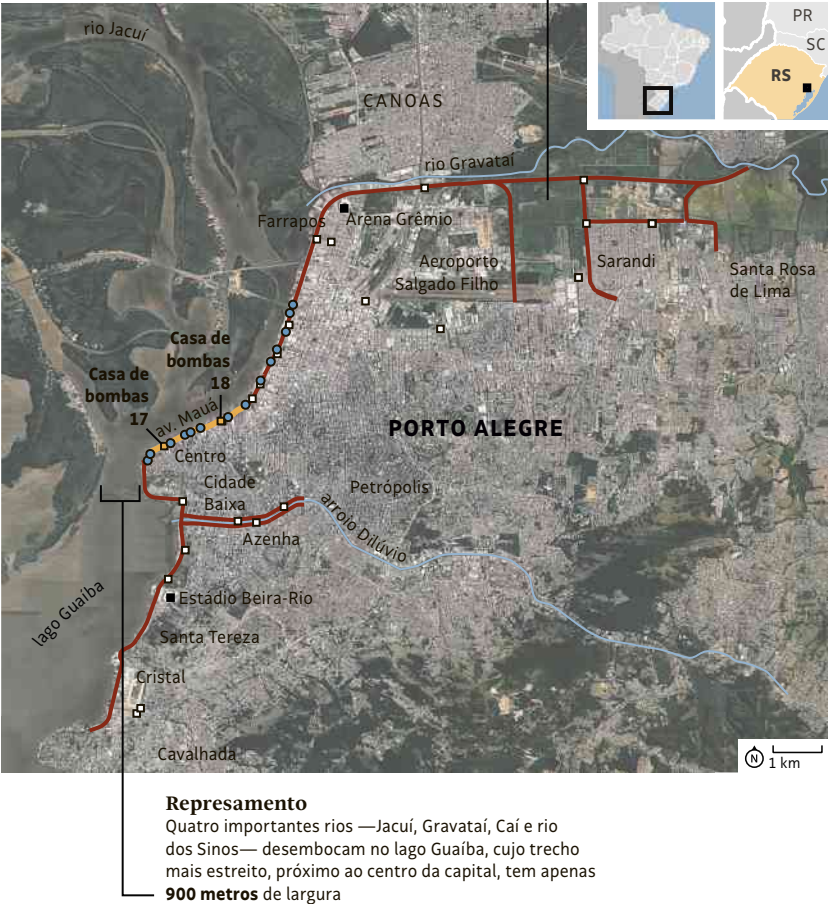 rio Jacuí
PR
SC
RS
CANOAS
rio Gravataí
Farrapos
Arena Grêmio
Aeroporto
Salgado Filho
Sarandi
Santa Rosa
de Lima
Casa de
bombas
18
Casa de
bombas
17
av. Mauá
PORTO ALEGRE
Centro
Cidade
Baixa
Petrópolis
arroio Dilúvio
Azenha
lago Guaíba
Estádio Beira-Rio
Santa Tereza
Cristal
Cavalhada
N
1 km
Represamento
Quatro importantes rios —Jacuí, Gravataí, Caí e rio
dos Sinos— desembocam no lago Guaíba, cujo trecho
mais estreito, próximo ao centro da capital, tem apenas
900 metros de largura